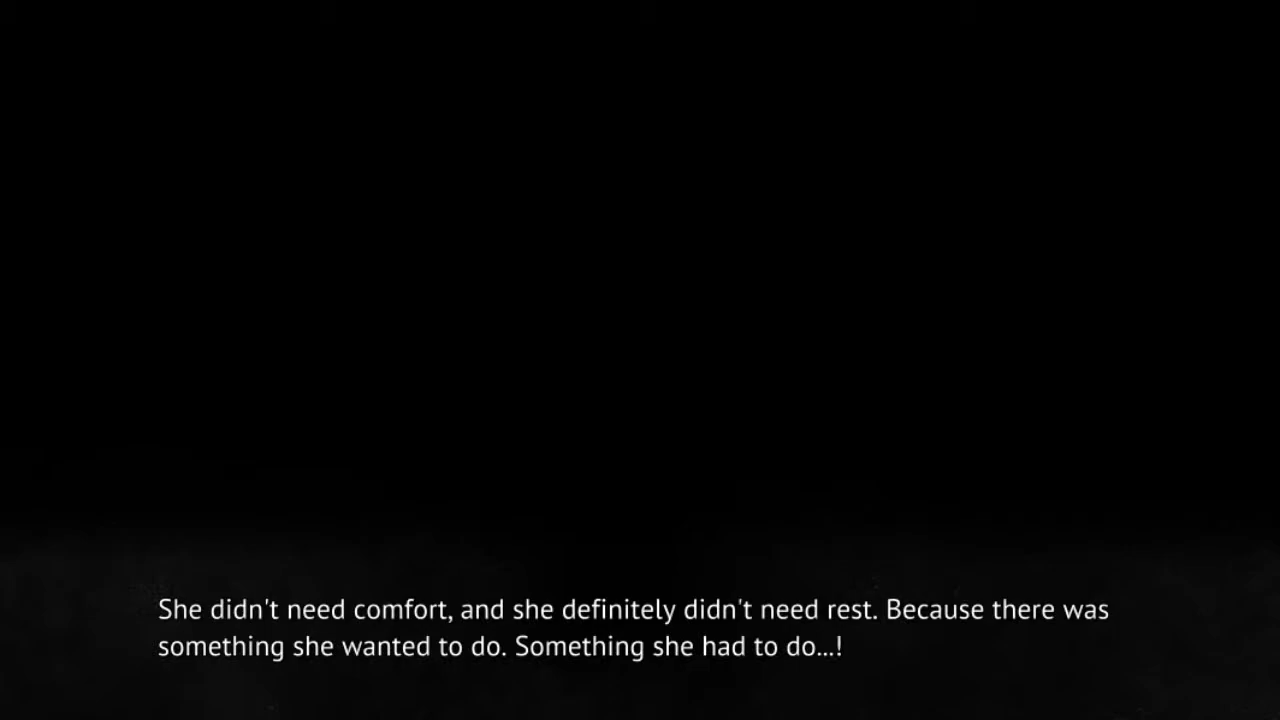 She didn't need comfort, and she definitely didn't need rest. Because there was
something she wanted to do. Something she had to do...!